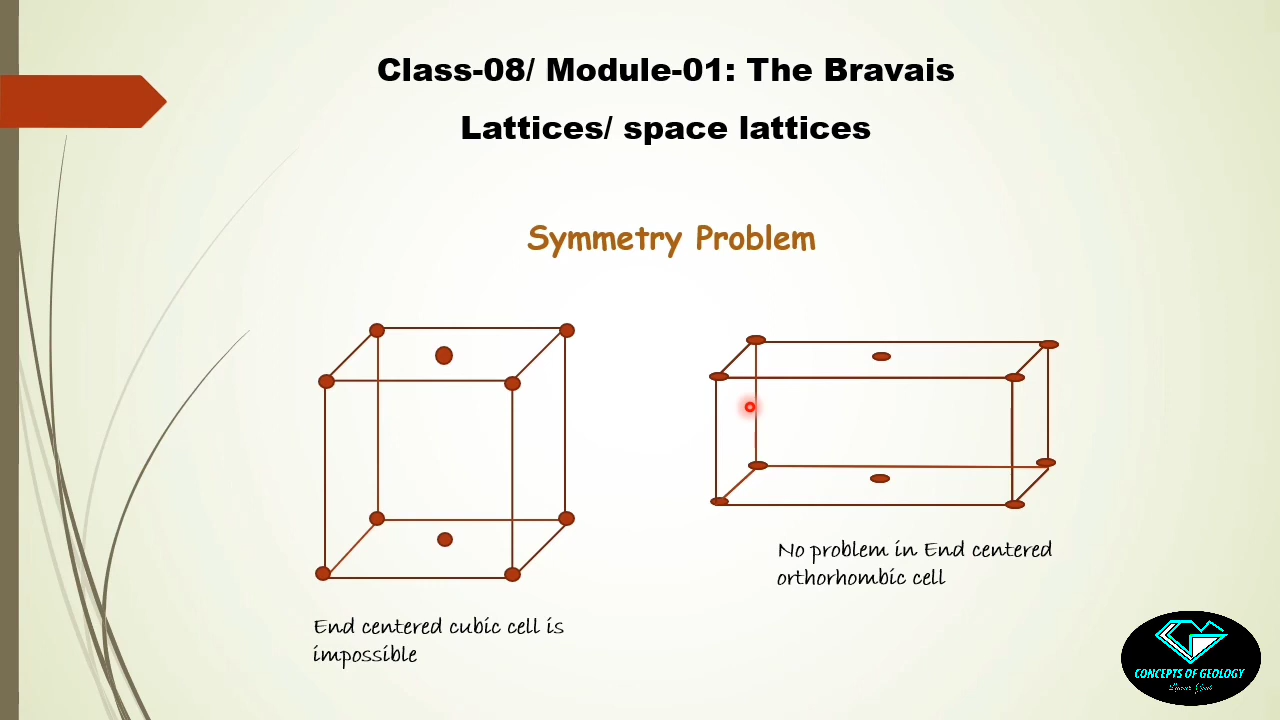 Class-08/ Module-01: The Bravais
Lattices/ space lattices
Symmetry Problem
No problem in End centered
orthorhombic cell
End centered cubic cell is
impossible
CONCEPTS OF GEOLOGY